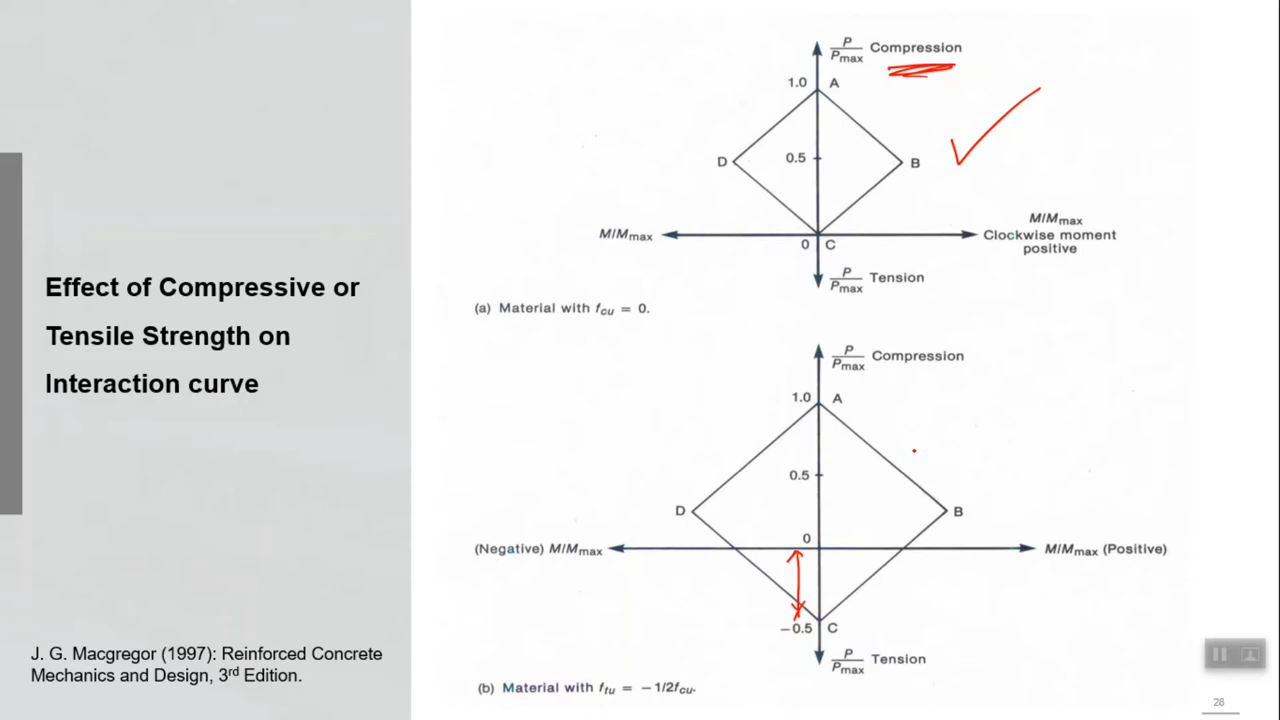 Effect of Compressive or
Tensile Strength on
Interaction curve
J. G. Macgregor (1997): Reinforced Concrete
Mechanics and Design, 3rd Edition.
P/Pmax Compression
1.0 A
D 0.5 B
M/Mmax
M/Mmax
Clockwise moment
positive
0 C
P/Pmax Tension
(a) Material with fcu = 0.
P/Pmax Compression
1.0 A
0.5
D B
0
(Negative) M/Mmax M/Mmax (Positive)
−0.5 C
P/Pmax Tension
(b) Material with ftu = −1/2fcu.
28